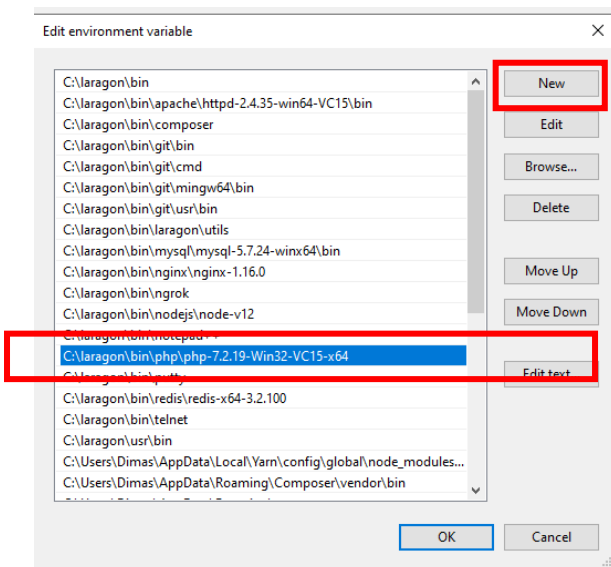 Edit environment variable
C:\laragon\bin
C:\laragon\bin\apache\httpd-2.4.35-win64-VC15\bin
C:\laragon\bin\composer
C:\laragon\bin\git\bin
C:\laragon\bin\git\cmd
C:\laragon\bin\git\mingw64\bin
C:\laragon\bin\git\usr\bin
C:\laragon\bin\laragon\utils
C:\laragon\bin\mysql\mysql-5.7.24-winx64\bin
C:\laragon\bin\nginx\nginx-1.16.0
C:\laragon\bin\ngrok
C:\laragon\bin\nodejs\node-v12
C:\laragon\bin\notepad++
C:\laragon\bin\php\php-7.2.19-Win32-VC15-x64
C:\laragon\bin\putty
C:\laragon\bin\redis\redis-x64-3.2.100
C:\laragon\bin\telnet
C:\laragon\usr\bin
C:\Users\Dimas\AppData\Local\Yarn\config\global\node_modules...
C:\Users\Dimas\AppData\Roaming\Composer\vendor\bin
New
Edit
Browse...
Delete
Move Up
Move Down
Edit text...
OK
Cancel